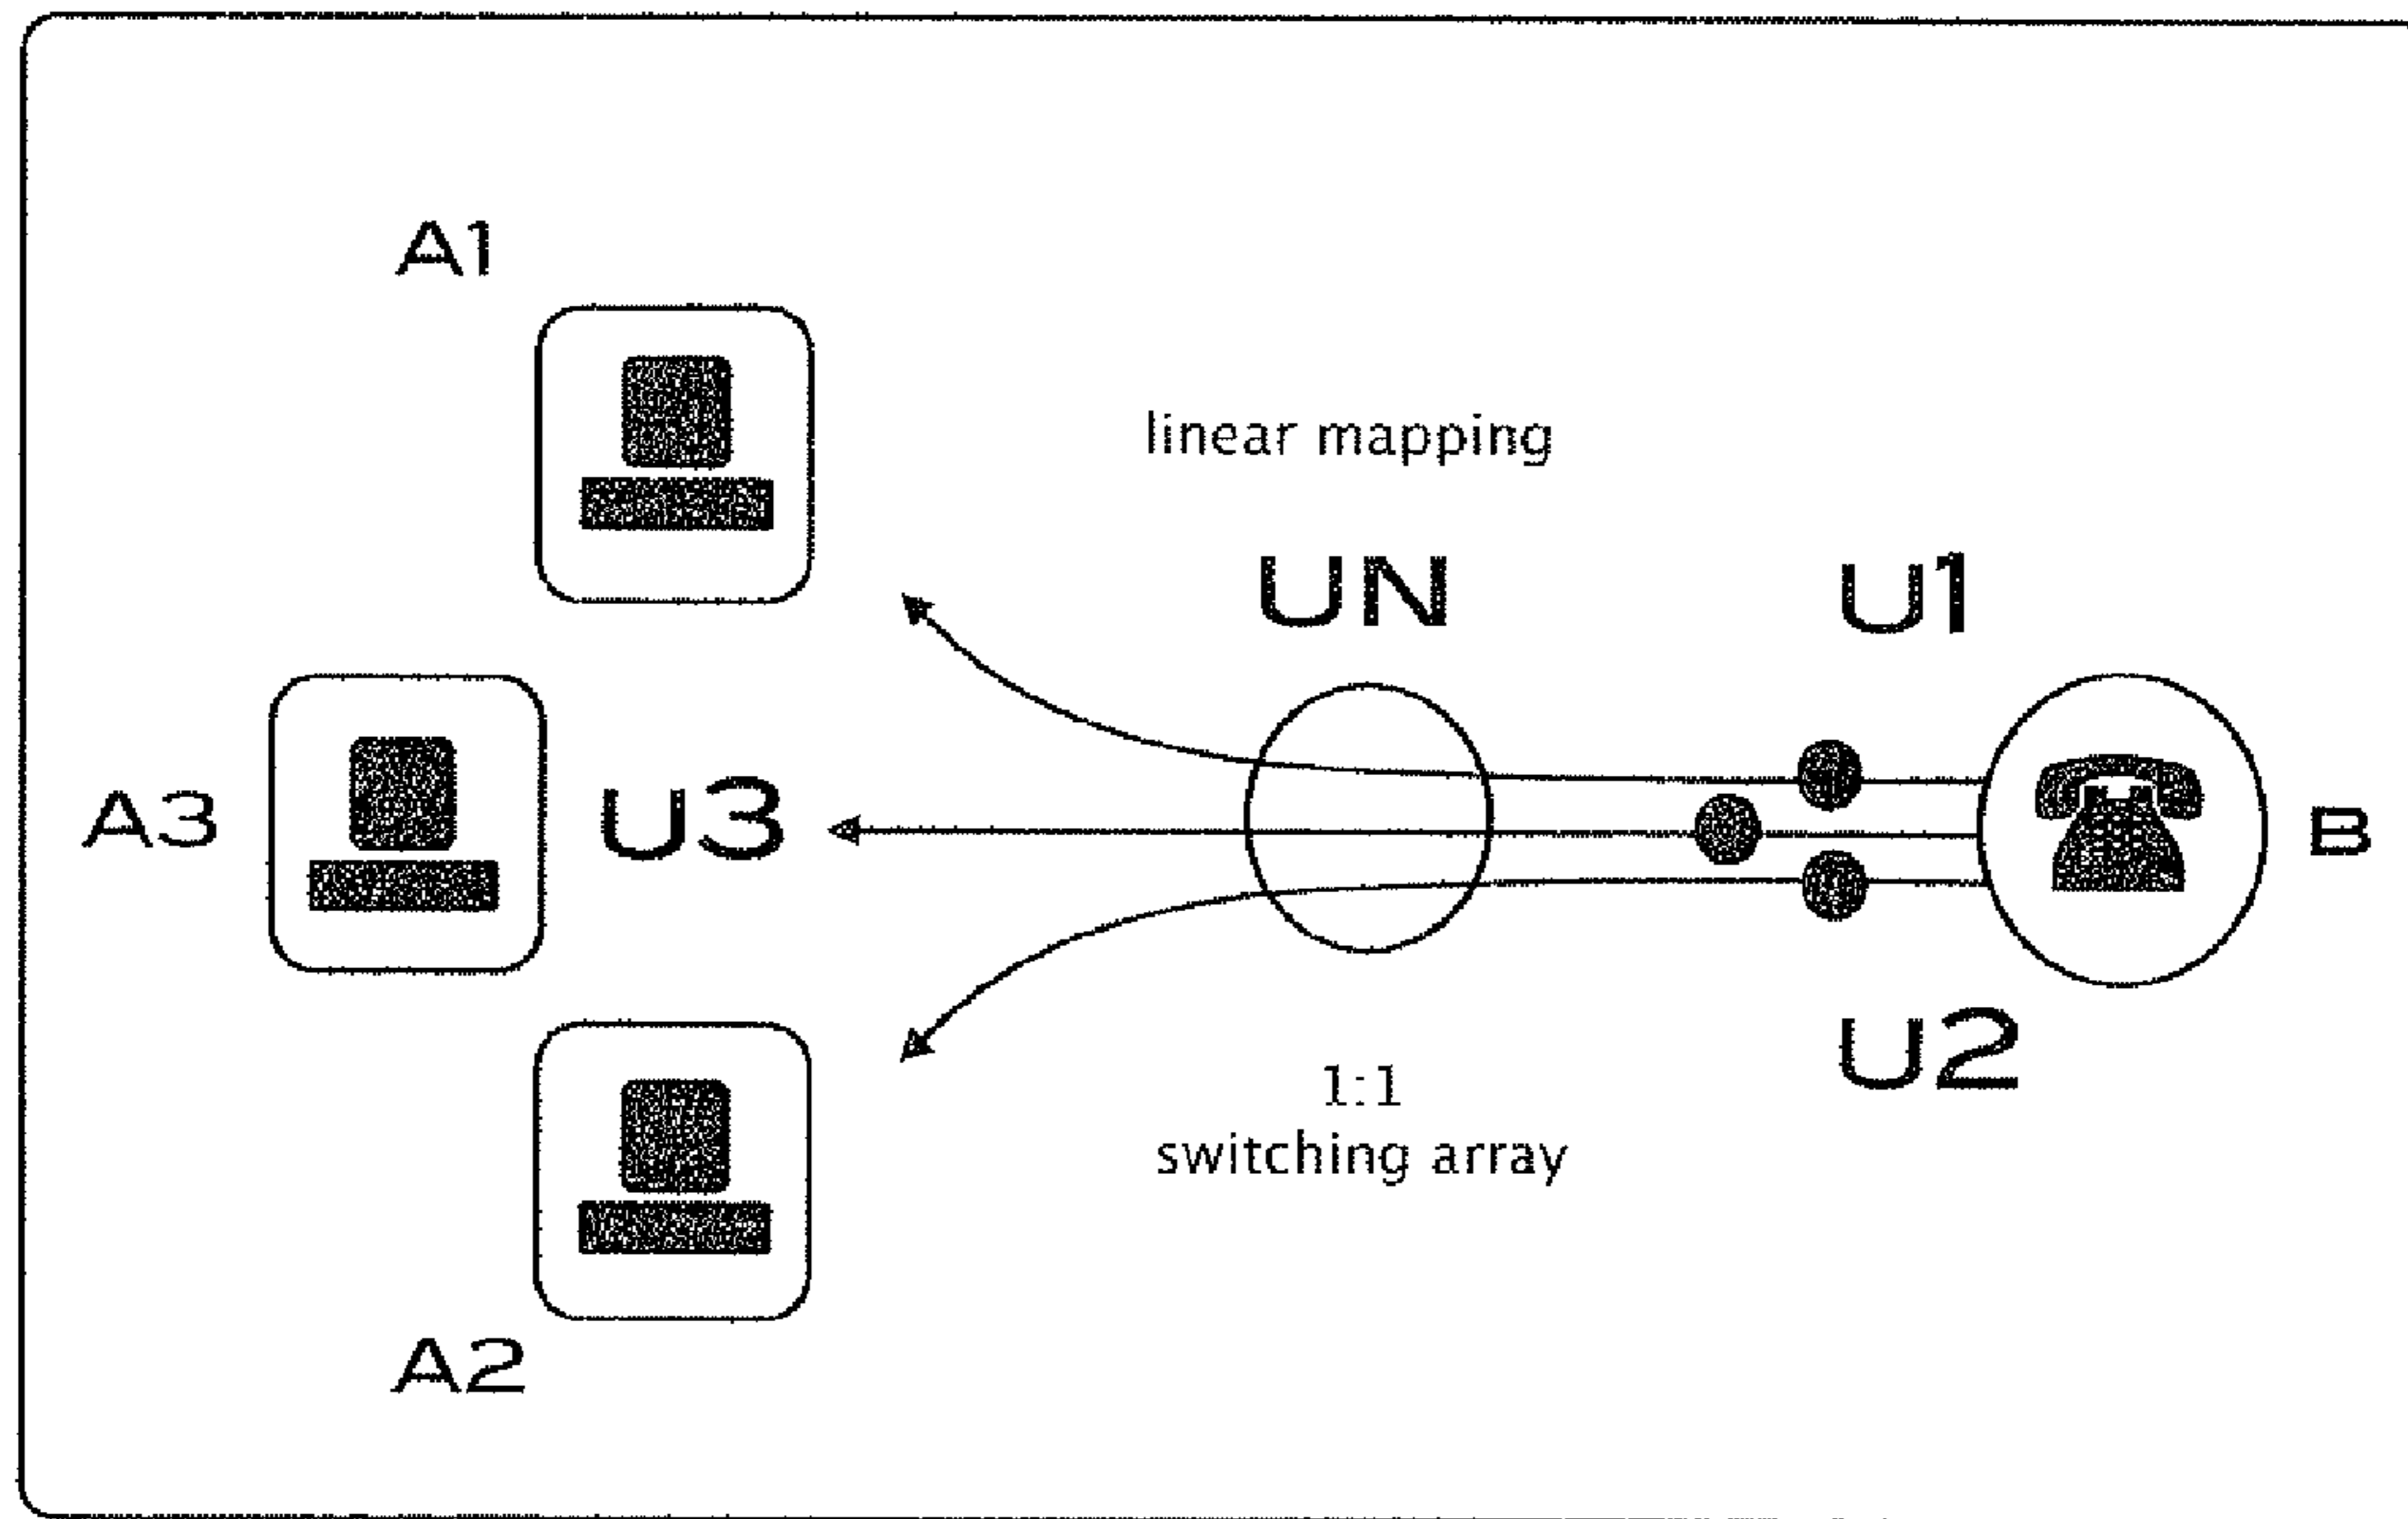 A1
linear mapping
UN
U1
A3
U3
B
U2
1:1
switching array
A2